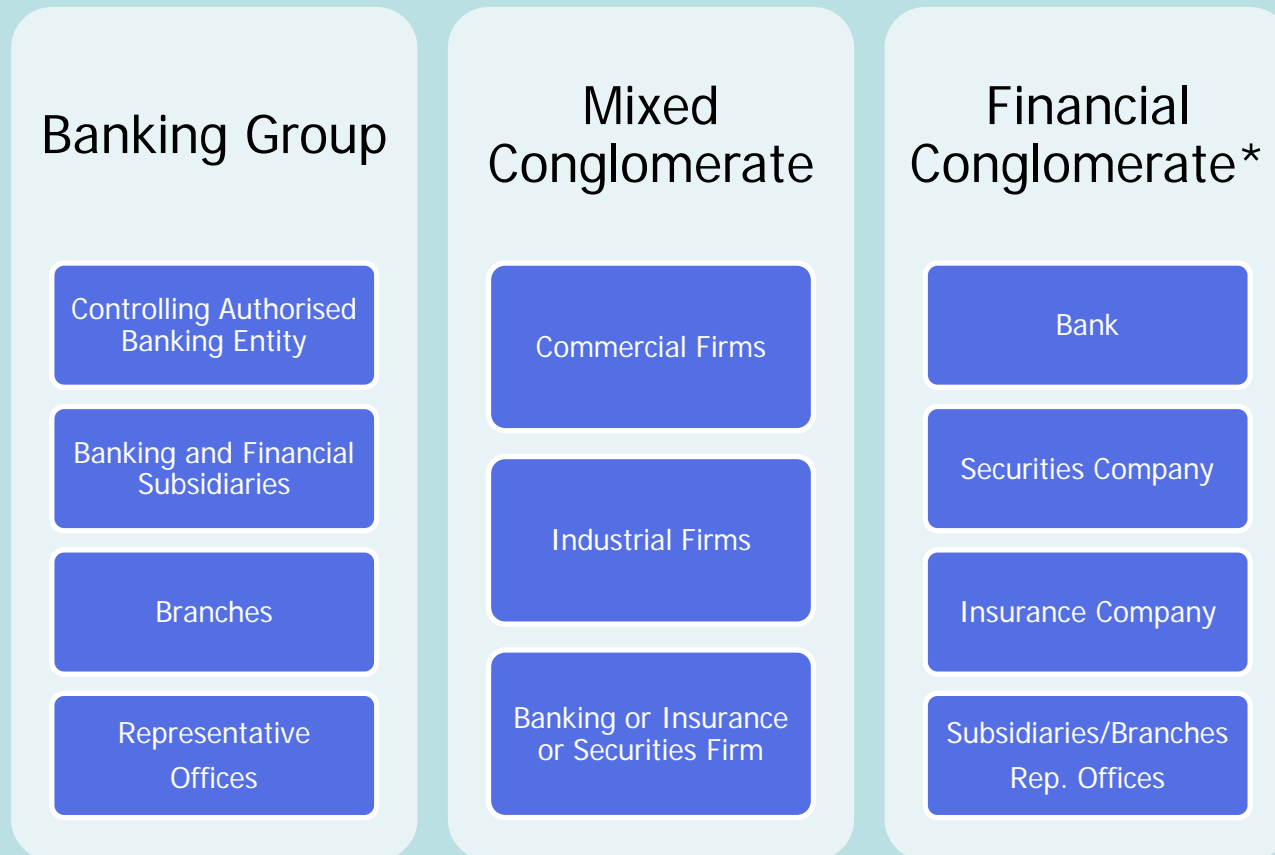 Banking Group
Controlling Authorised
Banking Entity
Banking and Financial
Subsidiaries
Branches
Representative
Offices
Mixed
Conglomerate
Commercial Firms
Industrial Firms
Banking or Insurance
or Securities Firm
Financial
Conglomerate*
Bank
Securities Company
Insurance Company
Subsidiaries/Branches
Rep. Offices